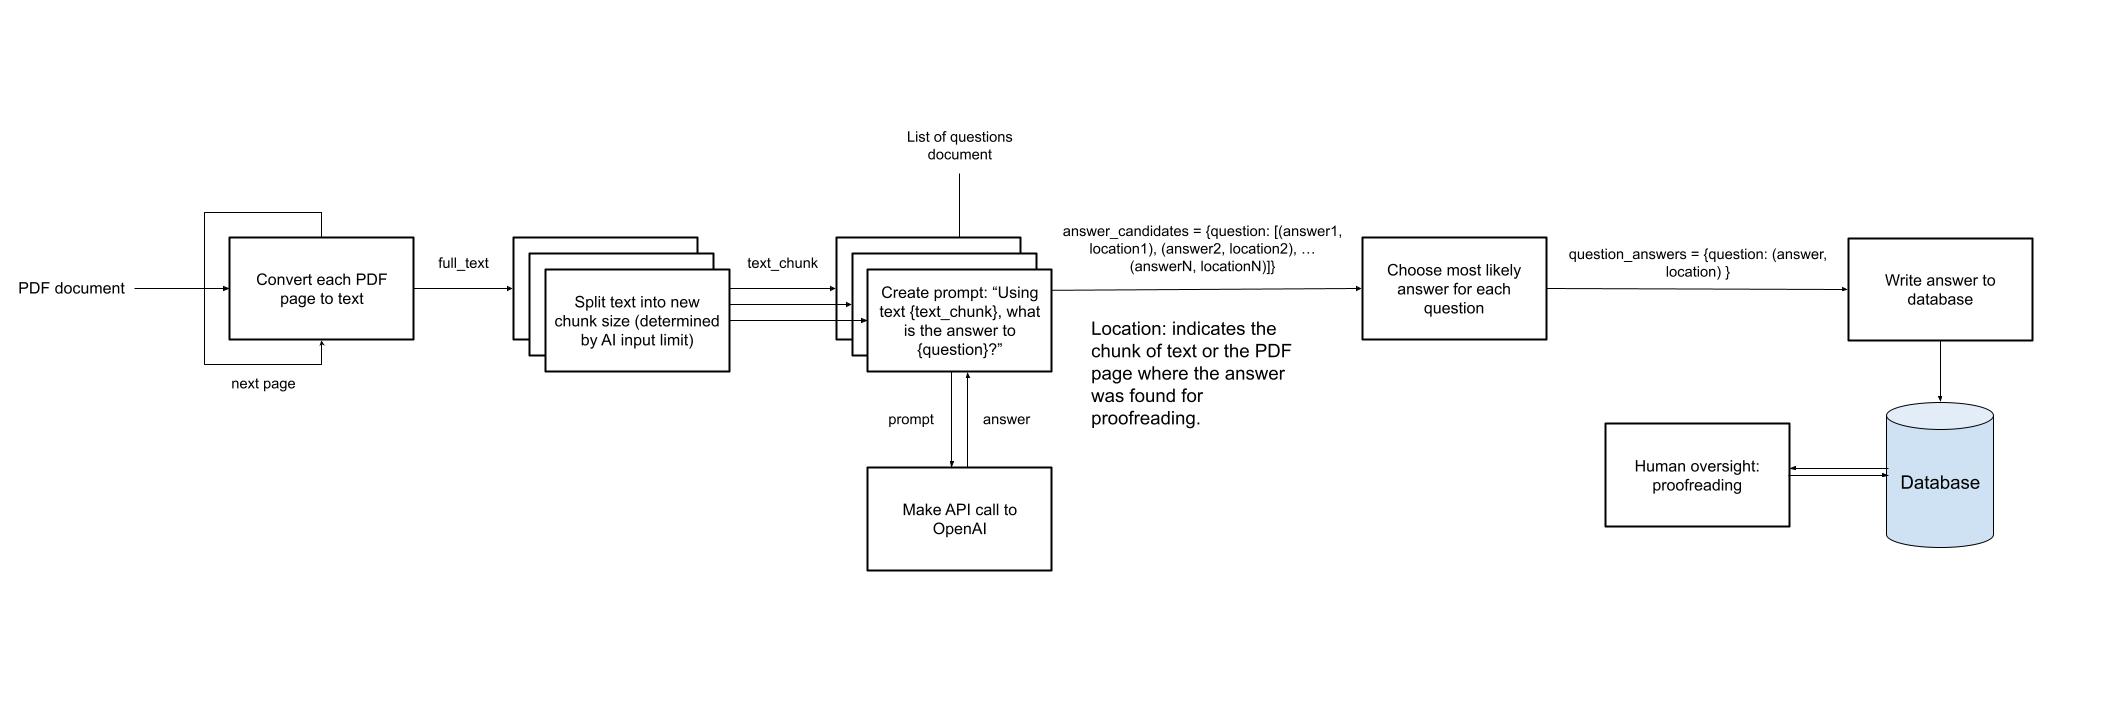 List of questions
document
PDF document
Convert each PDF
page to text
next page
full_text
Split text into new
chunk size (determined
by AI input limit)
text_chunk
Create prompt: “Using
text {text_chunk}, what
is the answer to
{question}?”
prompt
answer
Make API call to
OpenAI
answer_candidates = {question: [(answer1,
location1), (answer2, location2), …
(answerN, locationN)]}
Location: indicates the
chunk of text or the PDF
page where the answer
was found for
proofreading.
Choose most likely
answer for each
question
question_answers = {question: (answer,
location) }
Write answer to
database
Human oversight:
proofreading
Database